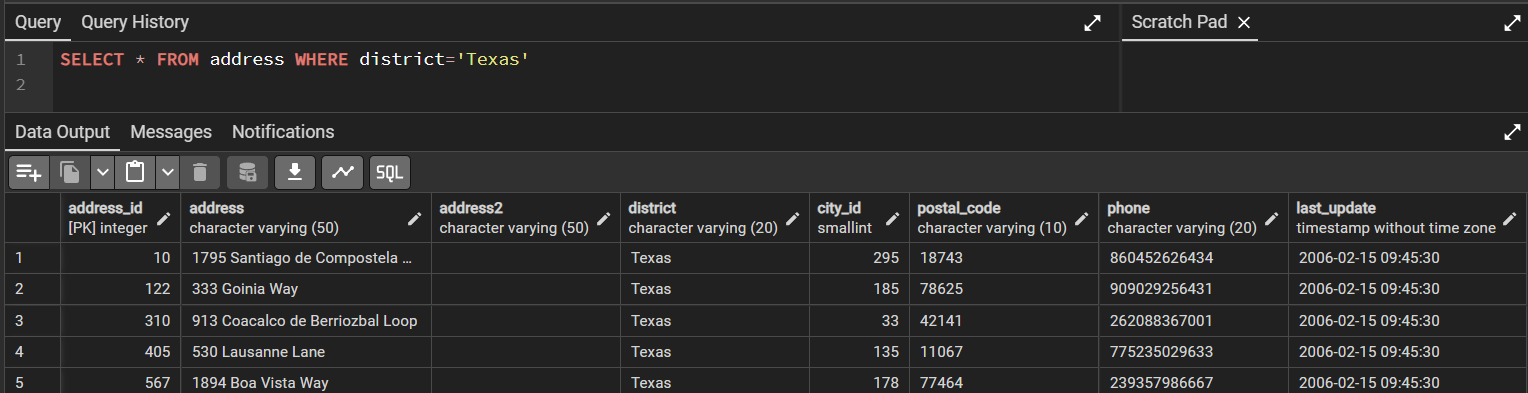 Query Query History Scratch Pad
1 SELECT * FROM address WHERE district='Texas'
2
Data Output Messages Notifications
SQL
address_id address address2 district city_id postal_code phone last_update
[PK] integer character varying (50) character varying (50) character varying (20) smallint character varying (10) character varying (20) timestamp without time zone
1 10 1795 Santiago de Compostela ... Texas 295 18743 860452626434 2006-02-15 09:45:30
2 122 333 Goinia Way Texas 185 78625 909029256431 2006-02-15 09:45:30
3 310 913 Coacalco de Berriozbal Loop Texas 33 42141 262088367001 2006-02-15 09:45:30
4 405 530 Lausanne Lane Texas 135 11067 775235029633 2006-02-15 09:45:30
5 567 1894 Boa Vista Way Texas 178 77464 239357986667 2006-02-15 09:45:30